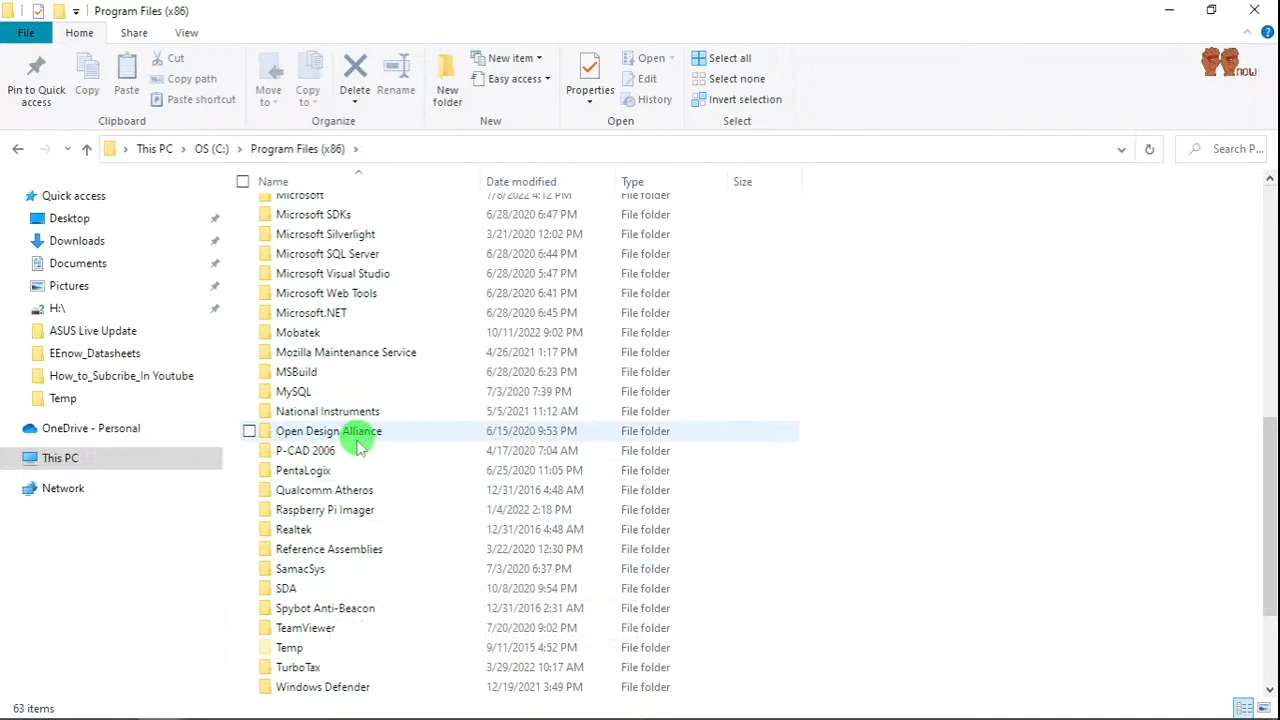 Program Files (x86)
File Home Share View
Pin to Quick access
Copy
Paste
Cut
Copy path
Paste shortcut
Clipboard
Move to
Copy to
Delete
Rename
Organize
New folder
New item
Easy access
New
Properties
Open
Edit
History
Open
Select all
Select none
Invert selection
Select
now
This PC > OS (C:) > Program Files (x86) >
Search P...
Name Date modified Type Size
Quick access
Desktop
Downloads
Documents
Pictures
H:\
ASUS Live Update
EEnow_Datasheets
How_to_Subcribe_In Youtube
Temp
OneDrive - Personal
This PC
Network
Microsoft 7/8/2022 4:12 PM File folder
Microsoft SDKs 6/28/2020 6:47 PM File folder
Microsoft Silverlight 3/21/2020 12:02 PM File folder
Microsoft SQL Server 6/28/2020 6:44 PM File folder
Microsoft Visual Studio 6/28/2020 5:47 PM File folder
Microsoft Web Tools 6/28/2020 6:41 PM File folder
Microsoft.NET 6/28/2020 6:45 PM File folder
Mobatek 10/11/2022 9:02 PM File folder
Mozilla Maintenance Service 4/26/2021 1:17 PM File folder
MSBuild 6/28/2020 6:23 PM File folder
MySQL 7/3/2020 7:39 PM File folder
National Instruments 5/5/2021 11:12 AM File folder
Open Design Alliance 6/15/2020 9:53 PM File folder
P-CAD 2006 4/17/2020 7:04 AM File folder
PentaLogix 6/25/2020 11:05 PM File folder
Qualcomm Atheros 12/31/2016 4:48 AM File folder
Raspberry Pi Imager 1/4/2022 2:18 PM File folder
Realtek 12/31/2016 4:48 AM File folder
Reference Assemblies 3/22/2020 12:30 PM File folder
SamacSys 7/3/2020 6:37 PM File folder
SDA 10/8/2020 9:54 PM File folder
Spybot Anti-Beacon 12/31/2016 2:31 AM File folder
TeamViewer 7/20/2020 9:02 PM File folder
Temp 9/11/2015 4:52 PM File folder
TurboTax 3/29/2022 10:17 AM File folder
Windows Defender 12/19/2021 3:49 PM File folder
63 items